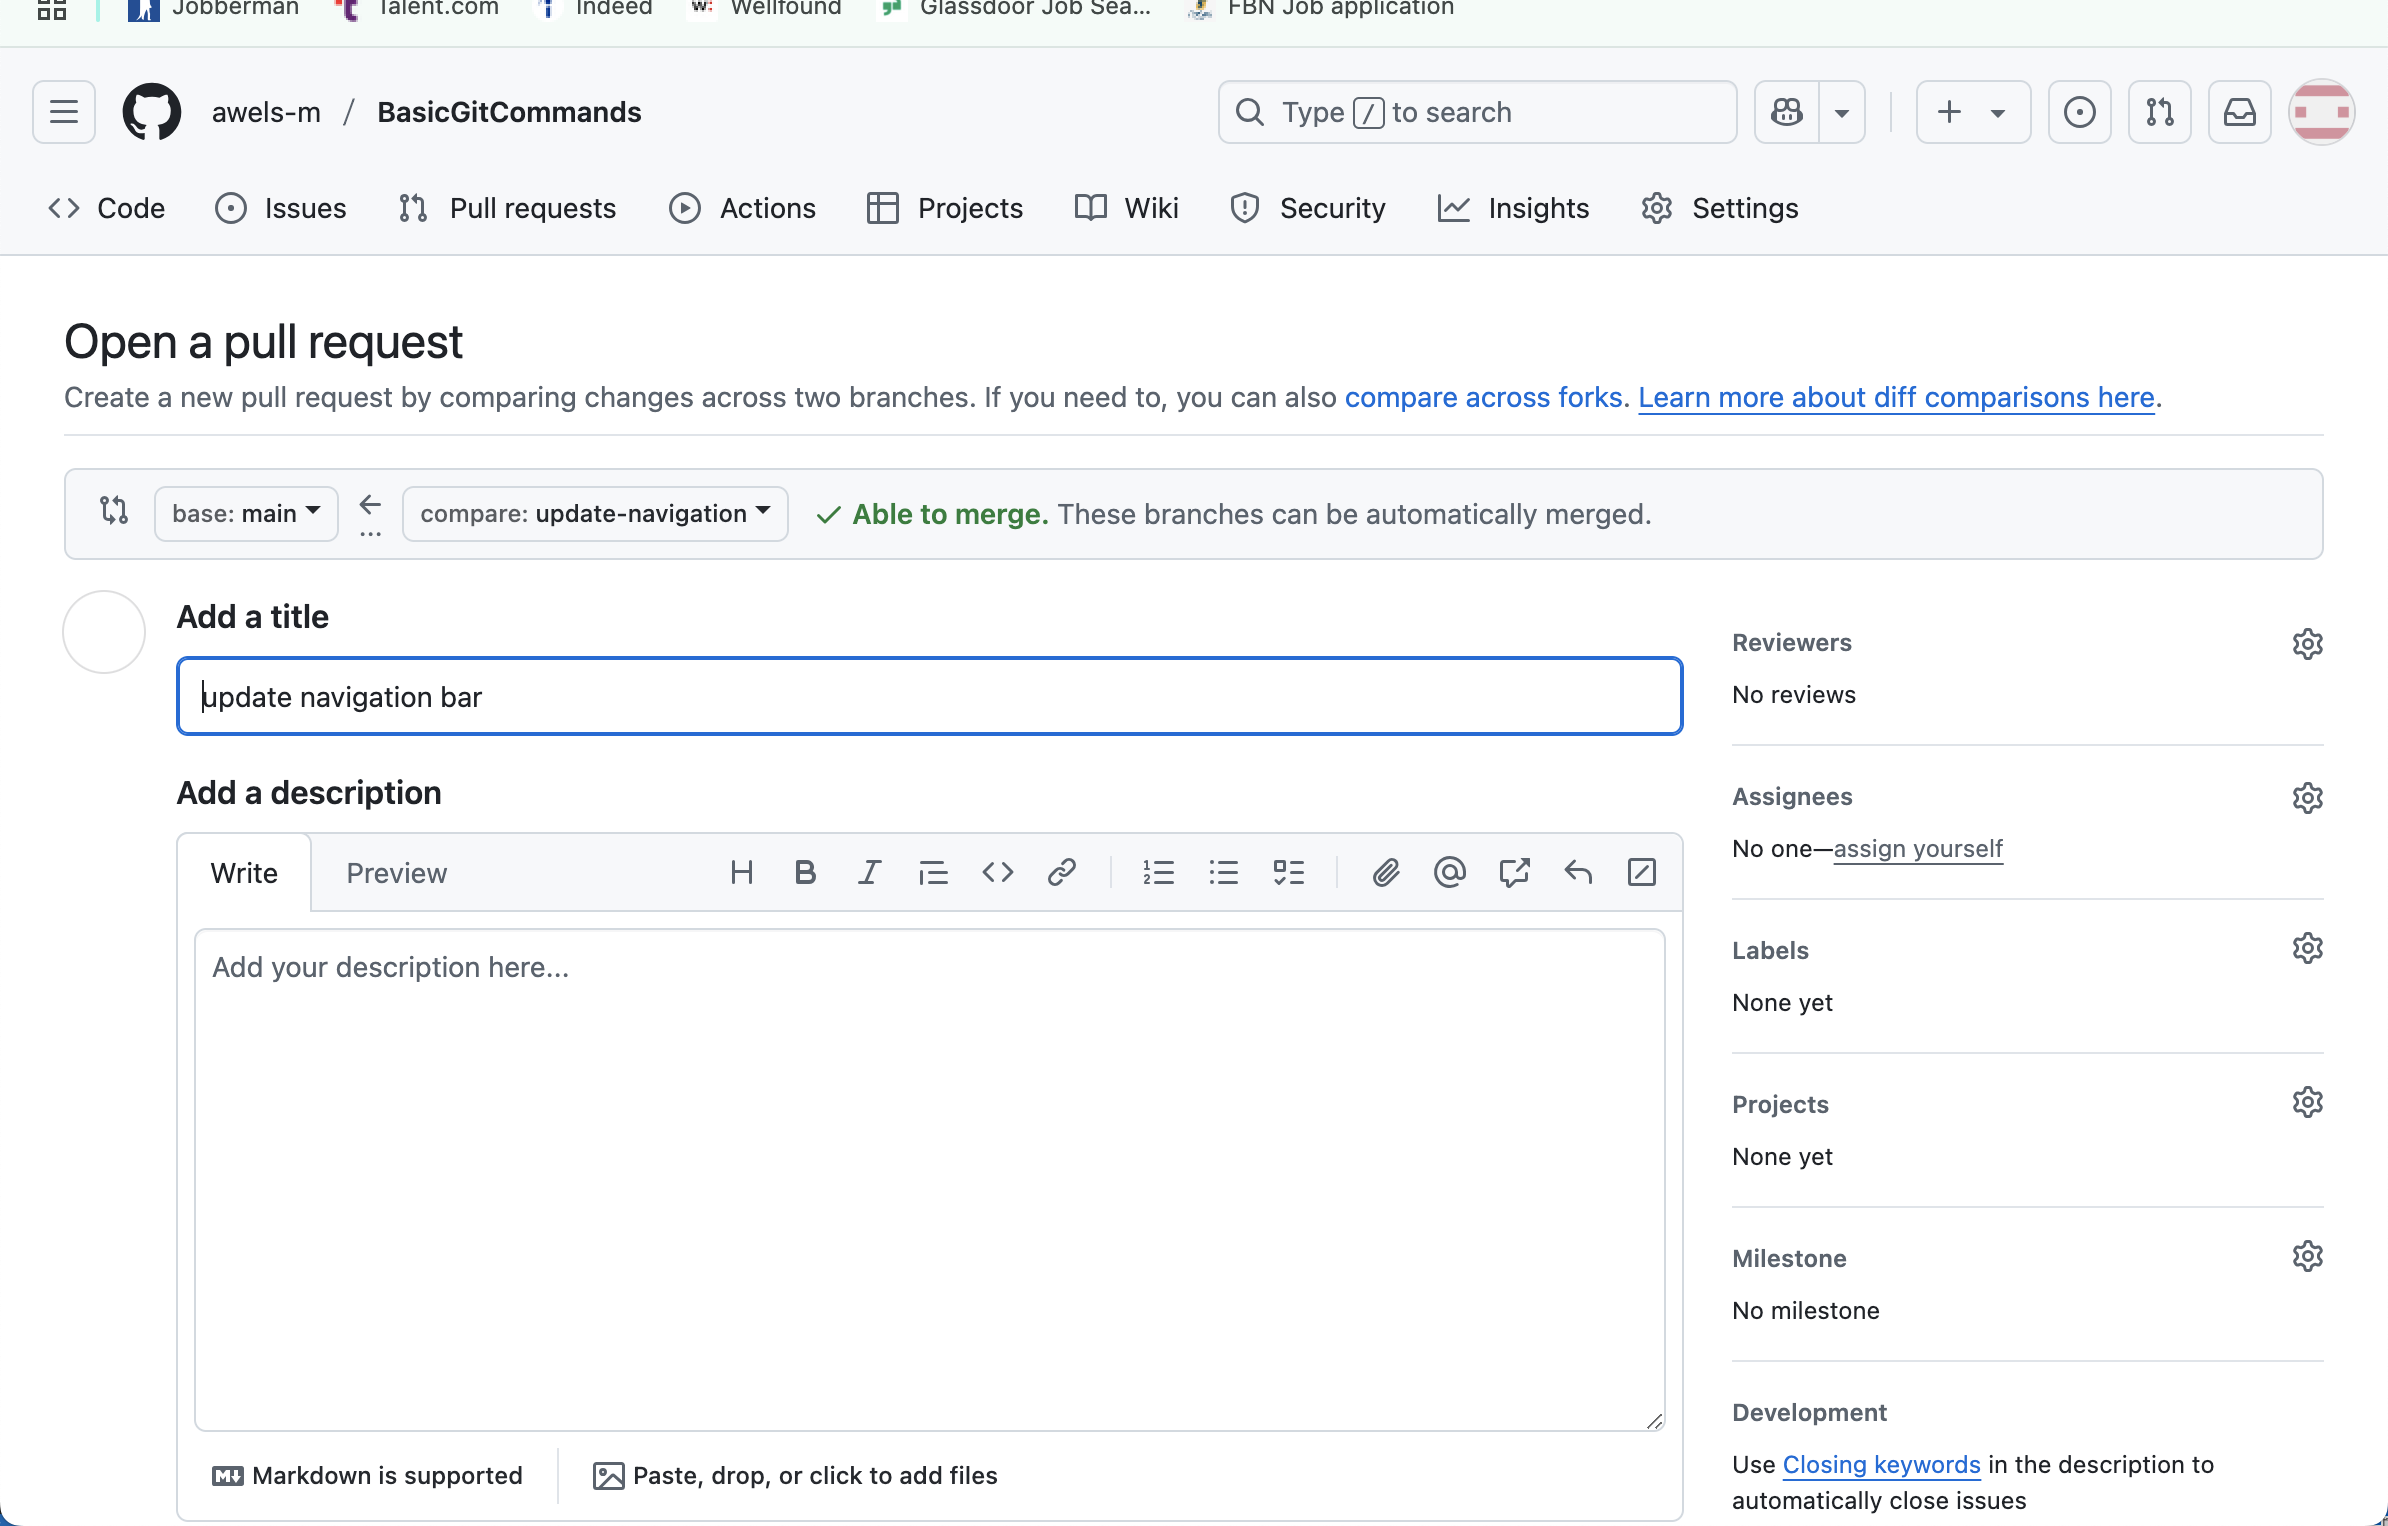 Jobberman Talent.com Indeed Wellfound Glassdoor Job Sea... FBN Job application
awels-m / BasicGitCommands Type / to search
Code Issues Pull requests Actions Projects Wiki Security Insights Settings
Open a pull request
Create a new pull request by comparing changes across two branches. If you need to, you can also compare across forks. Learn more about diff comparisons here.
base: main ← ... compare: update-navigation Able to merge. These branches can be automatically merged.
Add a title
update navigation bar
Add a description
Write Preview
Add your description here...
Markdown is supported Paste, drop, or click to add files
Reviewers
No reviews
Assignees
No one—assign yourself
Labels
None yet
Projects
None yet
Milestone
No milestone
Development
Use Closing keywords in the description to
automatically close issues